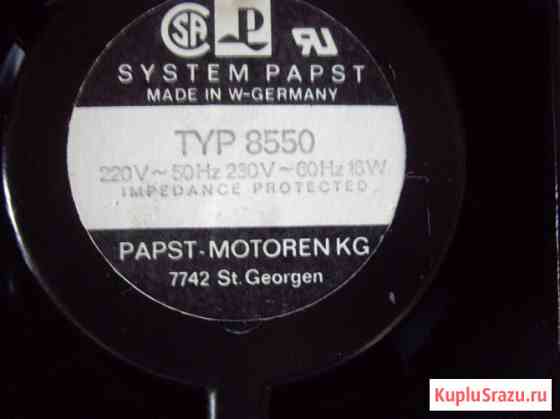 SA
SYSTEM PAPST
MADE IN W-GERMANY
TYP 8550
220V~50Hz 230V~60Hz 16W
IMPEDANCE PROTECTED
PAPST-MOTOREN KG
7742 St. Georgen
KupluSrazu.ru